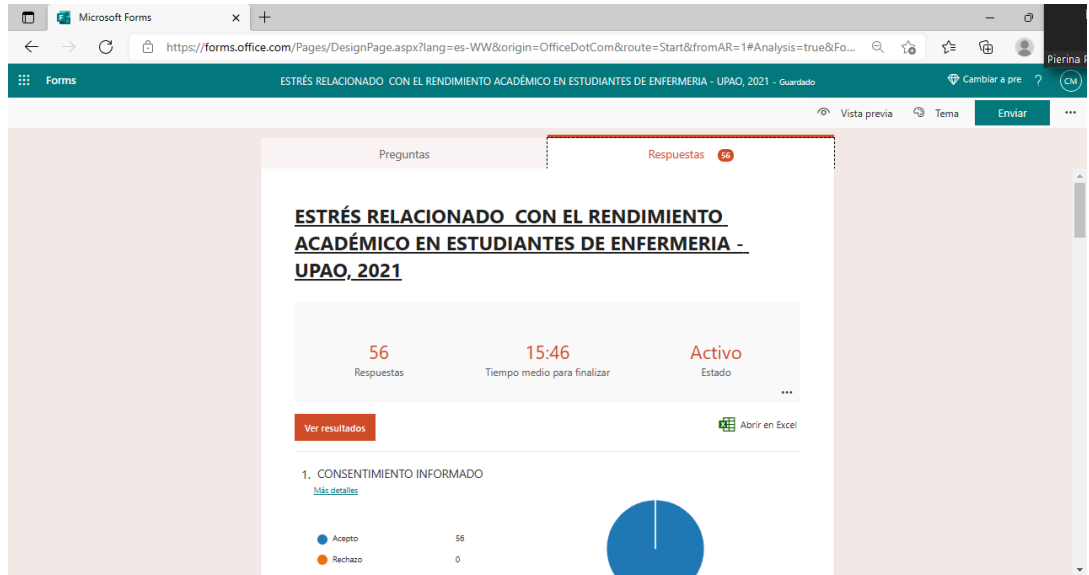 Microsoft Forms
https://forms.office.com/Pages/DesignPage.aspx?lang=es-WW&origin=OfficeDotCom&route=Start&fromAR=1#Analysis=true&Fo...
Pierina
Forms
ESTRÉS RELACIONADO CON EL RENDIMIENTO ACADÉMICO EN ESTUDIANTES DE ENFERMERIA - UPAO, 2021 - Guardado
Cambiar a pre ?
CM
Vista previa
Tema
Enviar
Preguntas
Respuestas 56
ESTRÉS RELACIONADO CON EL RENDIMIENTO
ACADÉMICO EN ESTUDIANTES DE ENFERMERIA -
UPAO, 2021
56
Respuestas
15:46
Tiempo medio para finalizar
Activo
Estado
Ver resultados
Abrir en Excel
1. CONSENTIMIENTO INFORMADO
Más detalles
Acepto 56
Rechazo 0